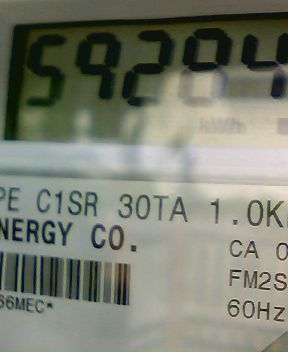 59284
kWh
PE C1SR 30TA 1.0K
NERGY CO.
CA 0
FM2S
66MEC*
60Hz